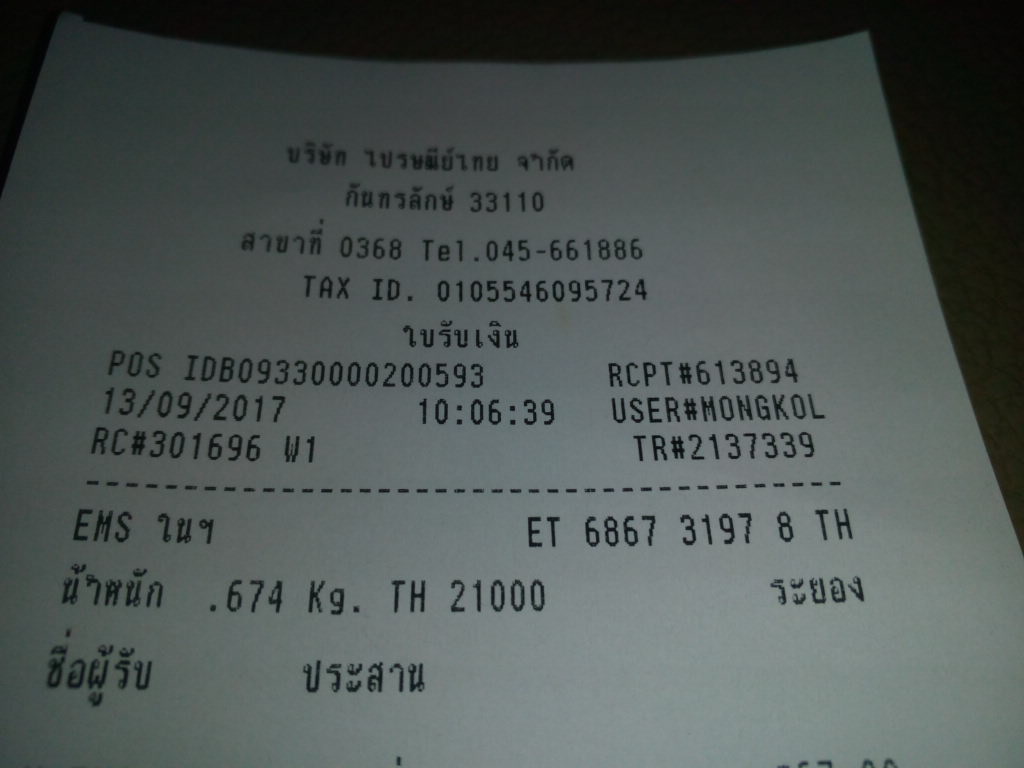 บริษัท ไปรษณีย์ไทย จำกัด
กันทรลักษ์ 33110
สาขาที่ 0368 Tel.045-661886
TAX ID. 0105546095724
ใบรับเงิน
POS IDB09330000200593 RCPT#613894
13/09/2017 10:06:39 USER#MONGKOL
RC#301696 W1 TR#2137339
EMS ในฯ ET 6867 3197 8 TH
น้ำหนัก .674 Kg. TH 21000 ระยอง
ชื่อผู้รับ ประสาน